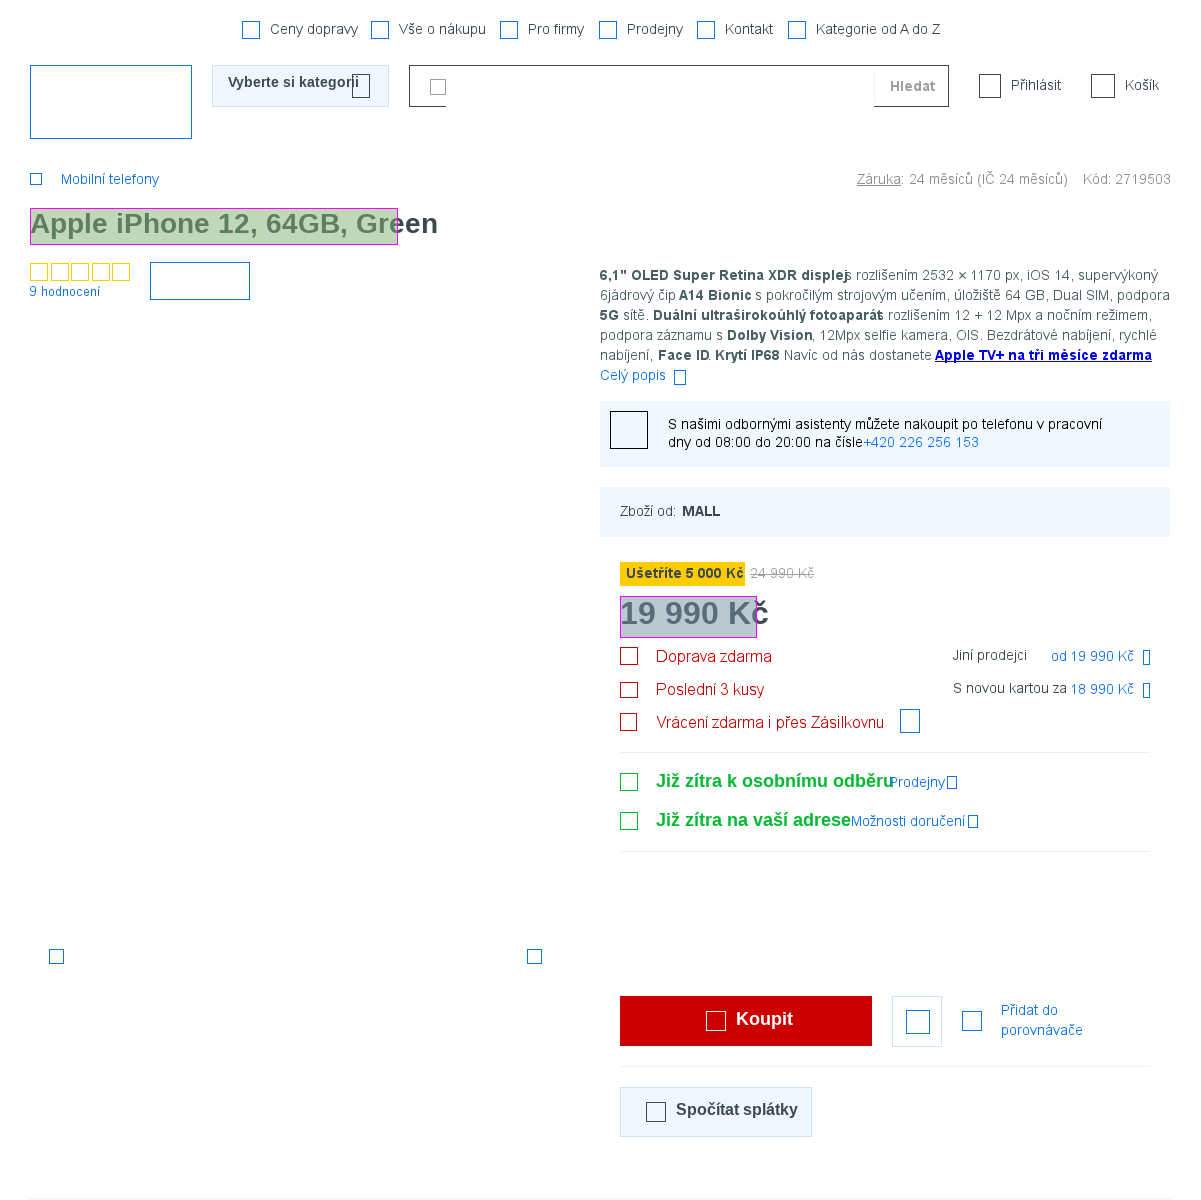 Ceny dopravy Vše o nákupu Pro firmy Prodejny Kontakt Kategorie od A do Z
Vyberte si kategorii Hledat Přihlásit Košík
Mobilní telefony Záruka: 24 měsíců (IČ 24 měsíců) Kód: 2719503
Apple iPhone 12, 64GB, Green
9 hodnocení
6,1" OLED Super Retina XDR displej s rozlišením 2532 × 1170 px, iOS 14, supervýkoný
6jádrový čip A14 Bionic s pokročilým strojovým učením, úložiště 64 GB, Dual SIM, podpora
5G sítě. Duální ultraširokoúhlý fotoaparát s rozlišením 12 + 12 Mpx a nočním režimem,
podpora záznamu s Dolby Vision, 12Mpx selfie kamera, OIS. Bezdrátové nabíjení, rychlé
nabíjení, Face ID. Krytí IP68 Navíc od nás dostanete Apple TV+ na tři měsíce zdarma
Celý popis
S našimi odbornými asistenty můžete nakoupit po telefonu v pracovní
dny od 08:00 do 20:00 na čísle +420 226 256 153
Zboží od: MALL
Ušetříte 5 000 Kč 24 990 Kč
19 990 Kč
Doprava zdarma Jiní prodejci od 19 990 Kč
Poslední 3 kusy S novou kartou za 18 990 Kč
Vrácení zdarma i přes Zásilkovnu
Již zítra k osobnímu odběru Prodejny
Již zítra na vaší adrese Možnosti doručení
Koupit Přidat do
porovnávače
Spočítat splátky